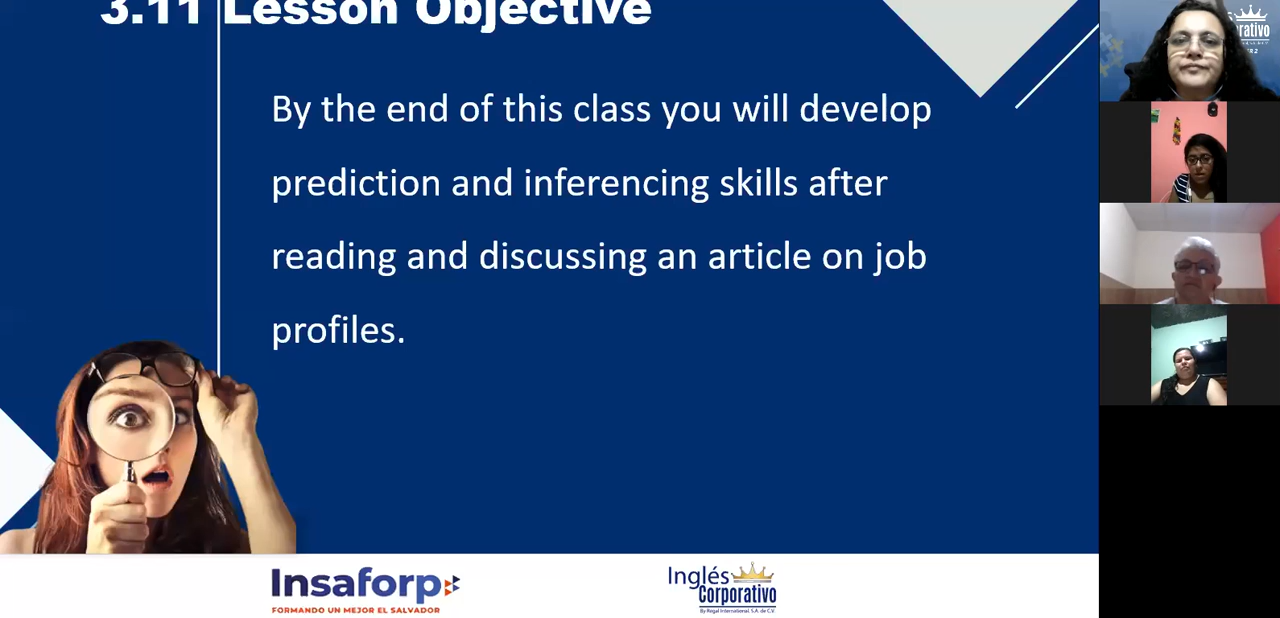 3.11 Lesson Objective
By the end of this class you will develop
prediction and inferencing skills after
reading and discussing an article on job
profiles.
Insaforp
FORMANDO UN MEJOR EL SALVADOR
Inglés
Corporativo
By Regal International, S.A. de C.V.